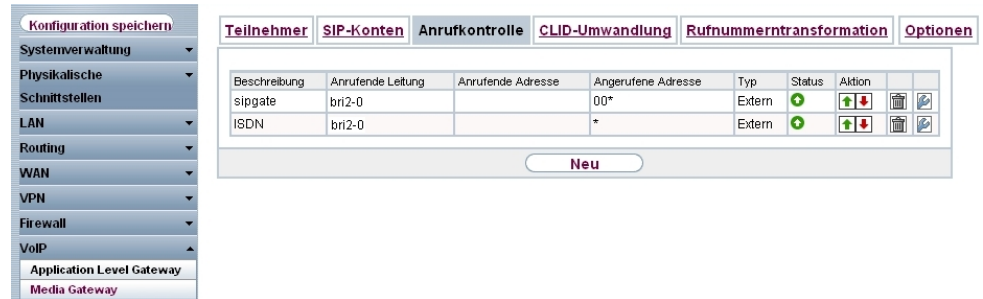 Konfiguration speichern
Systemverwaltung
Physikalische
Schnittstellen
LAN
Routing
WAN
VPN
Firewall
VoIP
Application Level Gateway
Media Gateway
Teilnehmer SIP-Konten Anrufkontrolle CLID-Umwandlung Rufnummerntransformation Optionen
Beschreibung Anrufende Leitung Anrufende Adresse Angerufene Adresse Typ Status Aktion
sipgate bri2-0 00* Extern
ISDN bri2-0 * Extern
Neu